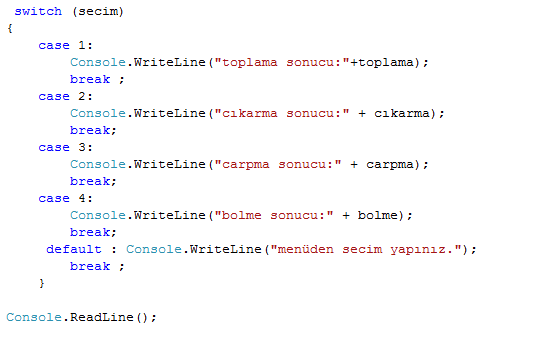 switch (secim)
{
case 1:
Console.WriteLine("toplama sonucu:"+toplama);
break ;
case 2:
Console.WriteLine("cıkarma sonucu:" + cıkarma);
break;
case 3:
Console.WriteLine("carpma sonucu:" + carpma);
break;
case 4:
Console.WriteLine("bolme sonucu:" + bolme);
break;
default : Console.WriteLine("menüden secim yapınız.");
break ;
}
Console.ReadLine();